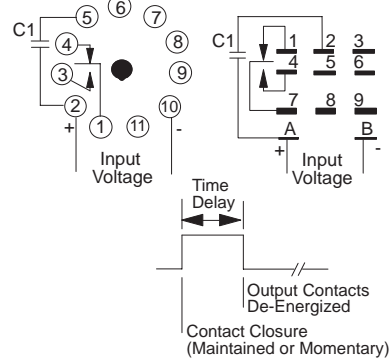 6
5
7
C1
4
8
3
9
2
10
1
11
+
-
Input
Voltage
C1
1
2
3
4
5
6
7
8
9
A
B
+
-
Input
Voltage
Time
Delay
Output Contacts
De-Energized
Contact Closure
(Maintained or Momentary)